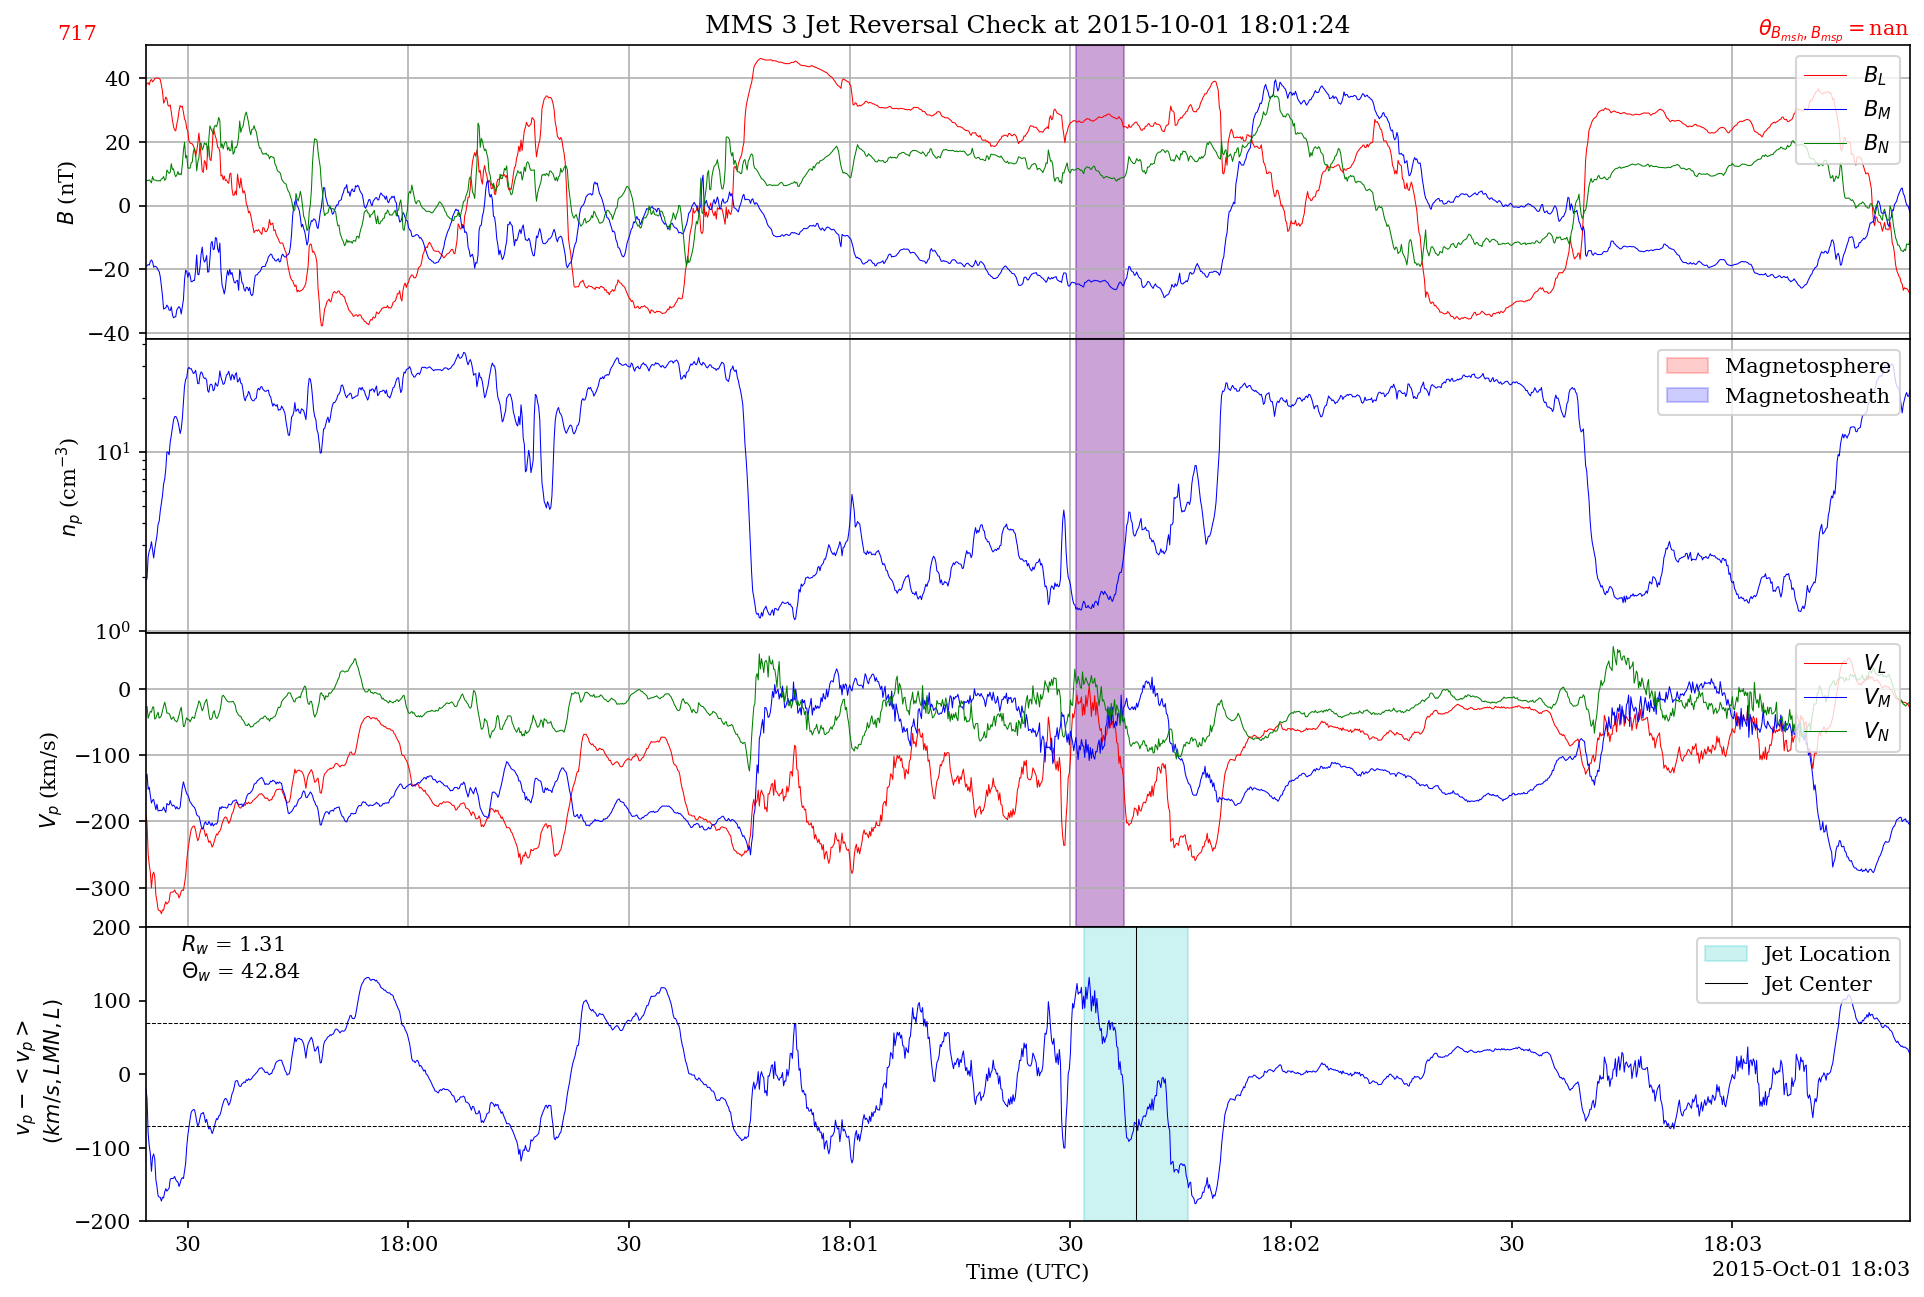 717
MMS 3 Jet Reversal Check at 2015-10-01 18:01:24
θ_{B_{msh}, B_{msp}} = nan
B (nT)
40
20
0
−20
−40
B_L
B_M
B_N
n_p (cm^{−3})
10^1
10^0
Magnetosphere
Magnetosheath
V_p (km/s)
0
−100
−200
−300
V_L
V_M
V_N
v_p − < v_p >
(km/s, LMN, L)
200
100
0
−100
−200
R_w = 1.31
Θ_w = 42.84
Jet Location
Jet Center
30 18:00 30 18:01 30 18:02 30 18:03
Time (UTC)
2015-Oct-01 18:03